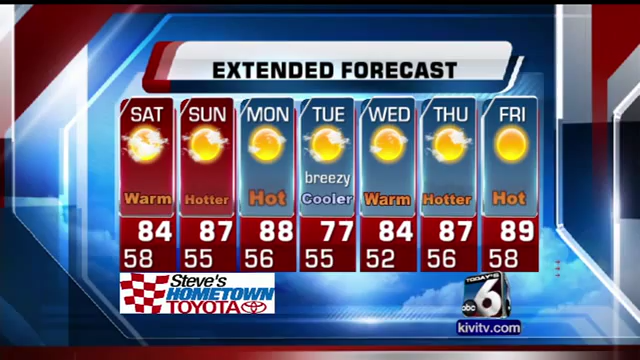 EXTENDED FORECAST
SAT SUN MON TUE WED THU FRI
breezy
Warm Hotter Hot Cooler Warm Hotter Hot
84 87 88 77 84 87 89
58 55 56 55 52 56 58
Steve's
HOMETOWN
TOYOTA
TODAY'S
abc 6
kivitv.com